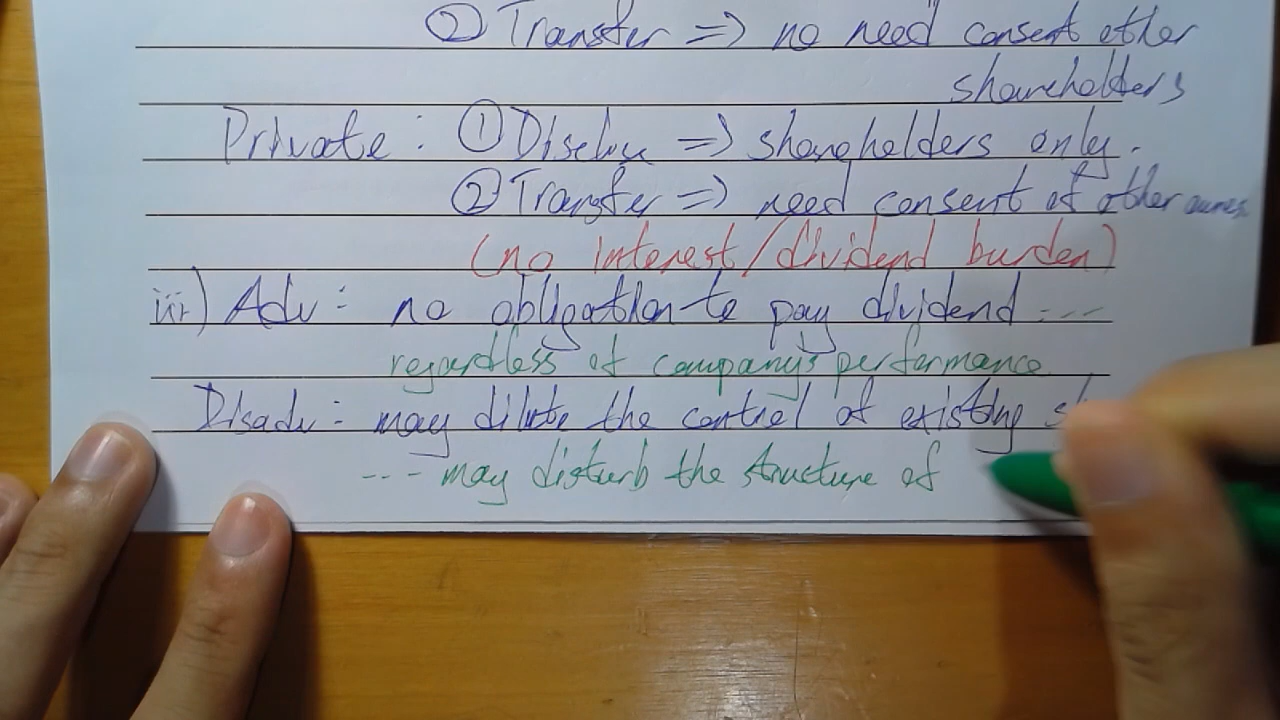 ② Transfer => no need consent other
shareholders
Private : ① Disclose => shareholders only.
② Transfer => need consent of other
(no interest/dividend burden)
iii) Adv : no obligation to pay dividend ...
regardless of company's performance
Disadv : may dilute the control of existing
... may disturb the structure of